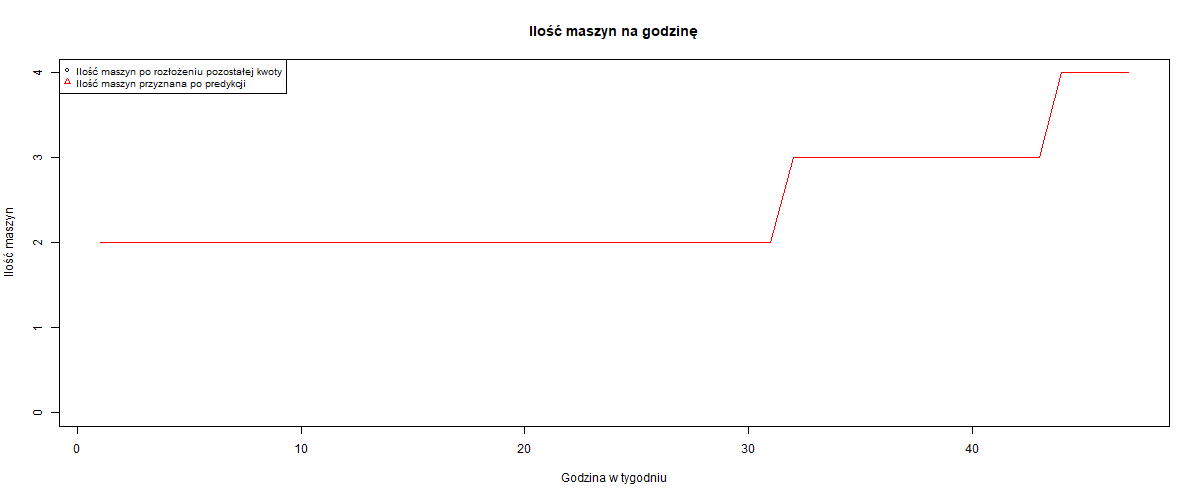 Ilość maszyn na godzinę
Ilość maszyn po rozłożeniu pozostałej kwoty
Ilość maszyn przyznana po predykcji
Ilość maszyn
4
3
2
1
0
0 10 20 30 40
Godzina w tygodniu